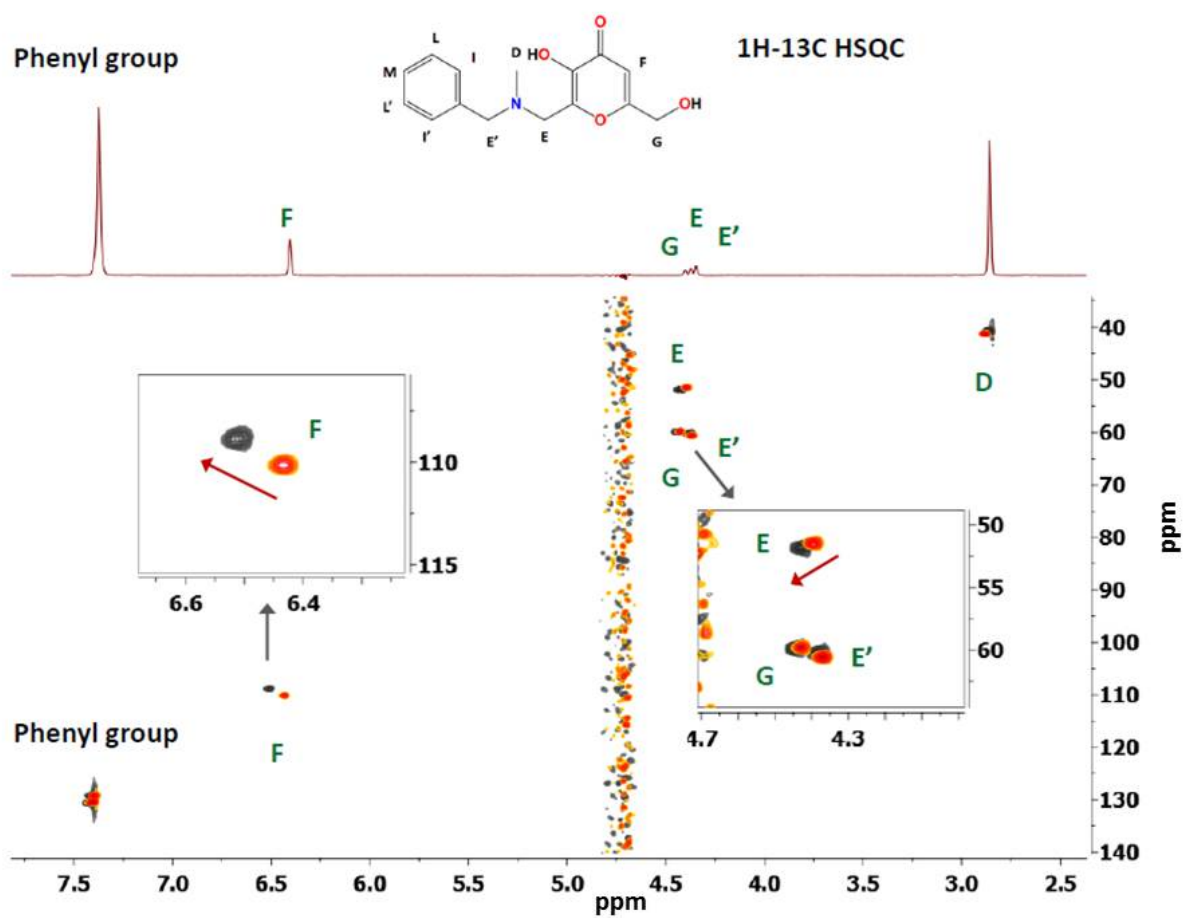 Phenyl group
1H-13C HSQC
O
L
D
HO
I
F
M
N
OH
L'
O
I'
E'
E
G
F
E
G
E'
40
E
50
D
F
60
E'
110
G
70
50
80
E
115
55
6.6
6.4
90
100
60
G
E'
110
Phenyl group
4.7
4.3
F
120
130
140
7.5
7.0
6.5
6.0
5.5
5.0
4.5
4.0
3.5
3.0
2.5
ppm
ppm